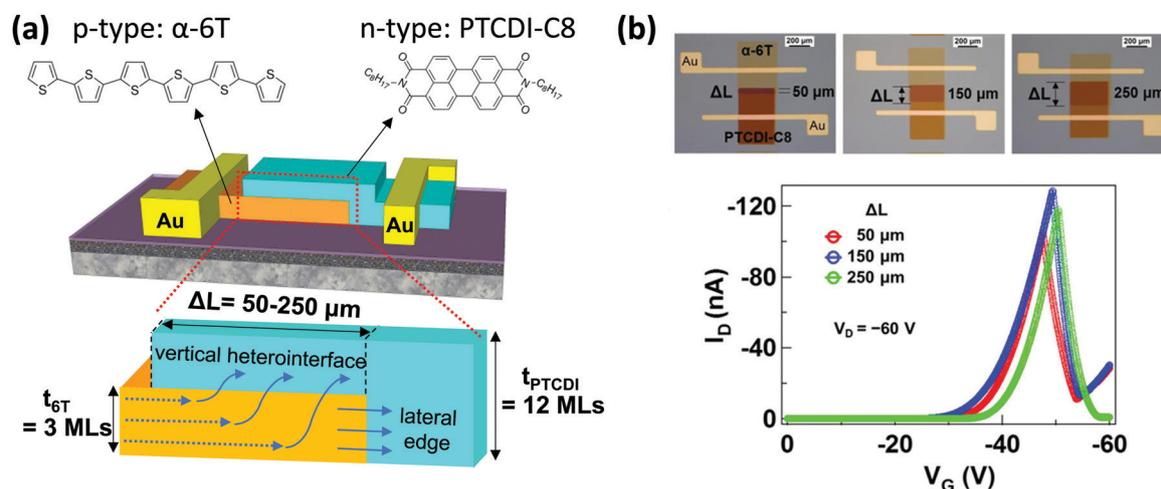 (a) p-type: α-6T n-type: PTCDI-C8
S S S S S S
C₈H₁₇-N N-C₈H₁₇
O O
O O
Au Au
ΔL= 50-250 μm
vertical heterointerface
t6T
= 3 MLs
tPTCDI
= 12 MLs
lateral
edge
(b)
200 μm 200 μm 200 μm
Au α-6T
ΔL 50 μm ΔL 150 μm ΔL 250 μm
PTCDI-C8 Au
-120
-80
-40
0
ID (nA)
ΔL
50 μm
150 μm
250 μm
VD = −60 V
0 -20 -40 -60
VG (V)